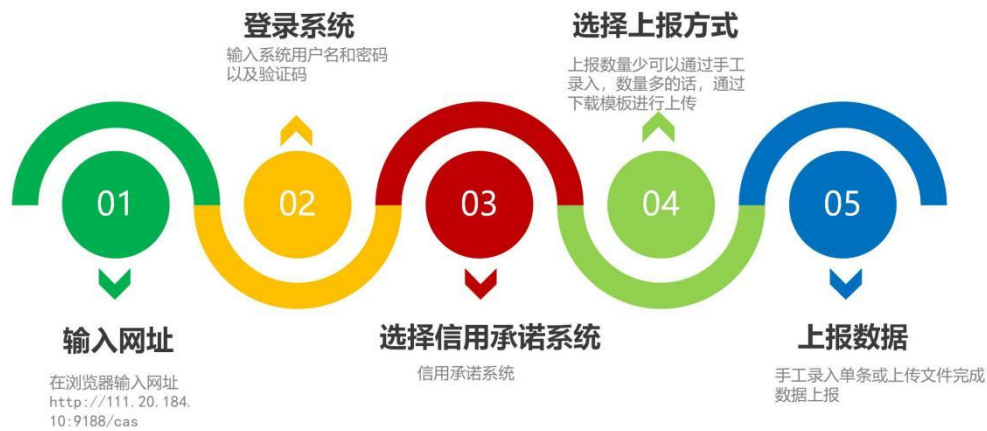 登录系统
输入系统用户名和密码
以及验证码
选择上报方式
上报数量少可以通过手工
录入，数量多的话，通过
下载模板进行上传
01
02
03
04
05
输入网址
在浏览器输入网址
http://111.20.184.
10:9188/cas
选择信用承诺系统
信用承诺系统
上报数据
手工录入单条或上传文件完成
数据上报